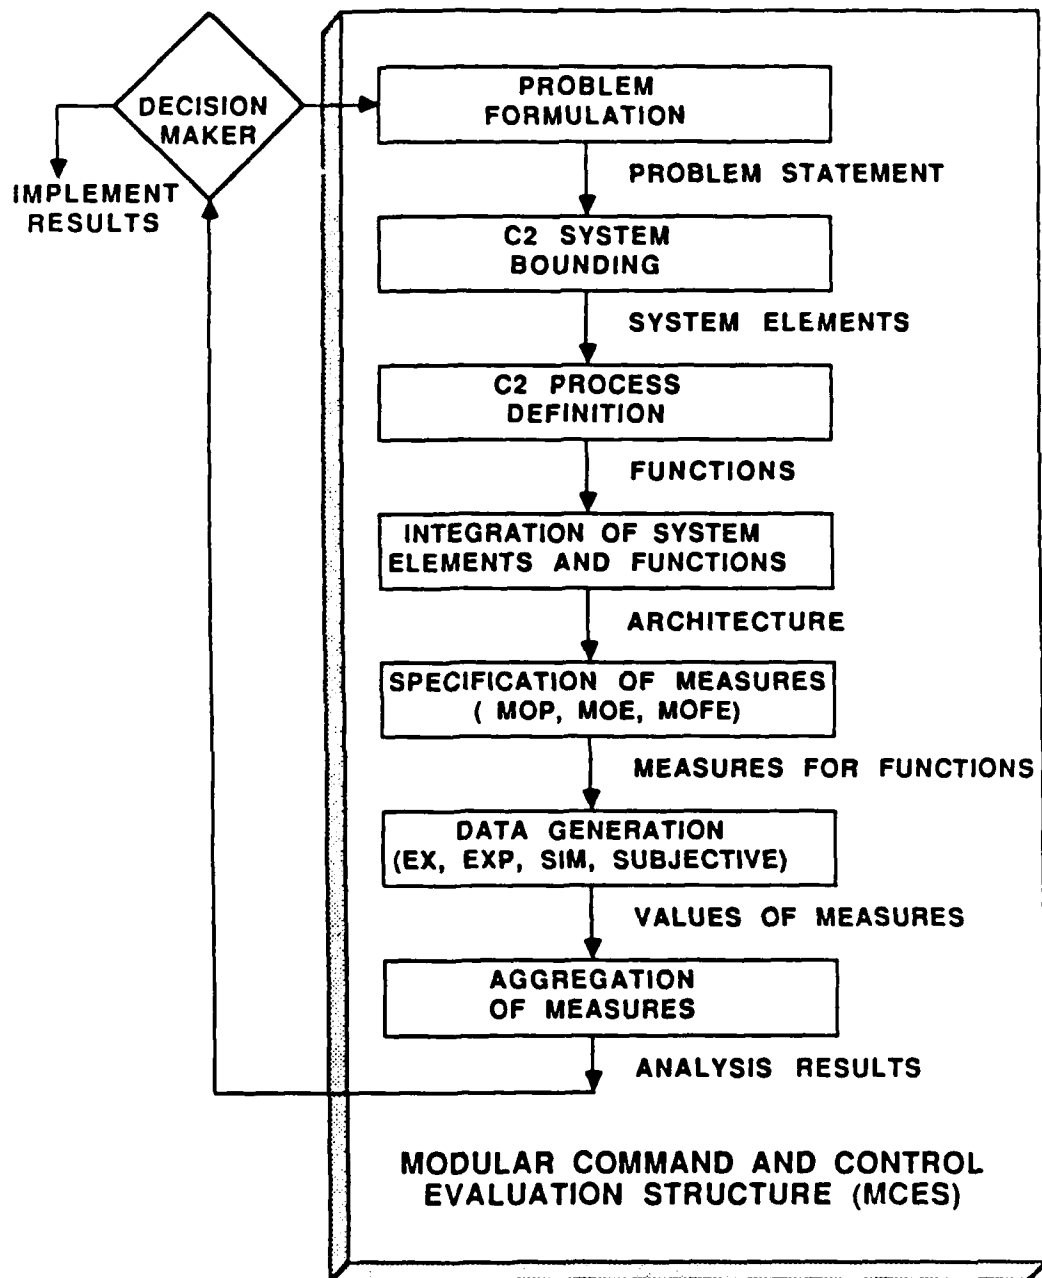 DECISION
MAKER
IMPLEMENT
RESULTS
PROBLEM
FORMULATION
PROBLEM STATEMENT
C2 SYSTEM
BOUNDING
SYSTEM ELEMENTS
C2 PROCESS
DEFINITION
FUNCTIONS
INTEGRATION OF SYSTEM
ELEMENTS AND FUNCTIONS
ARCHITECTURE
SPECIFICATION OF MEASURES
( MOP, MOE, MOFE)
MEASURES FOR FUNCTIONS
DATA GENERATION
(EX, EXP, SIM, SUBJECTIVE)
VALUES OF MEASURES
AGGREGATION
OF MEASURES
ANALYSIS RESULTS
MODULAR COMMAND AND CONTROL
EVALUATION STRUCTURE (MCES)